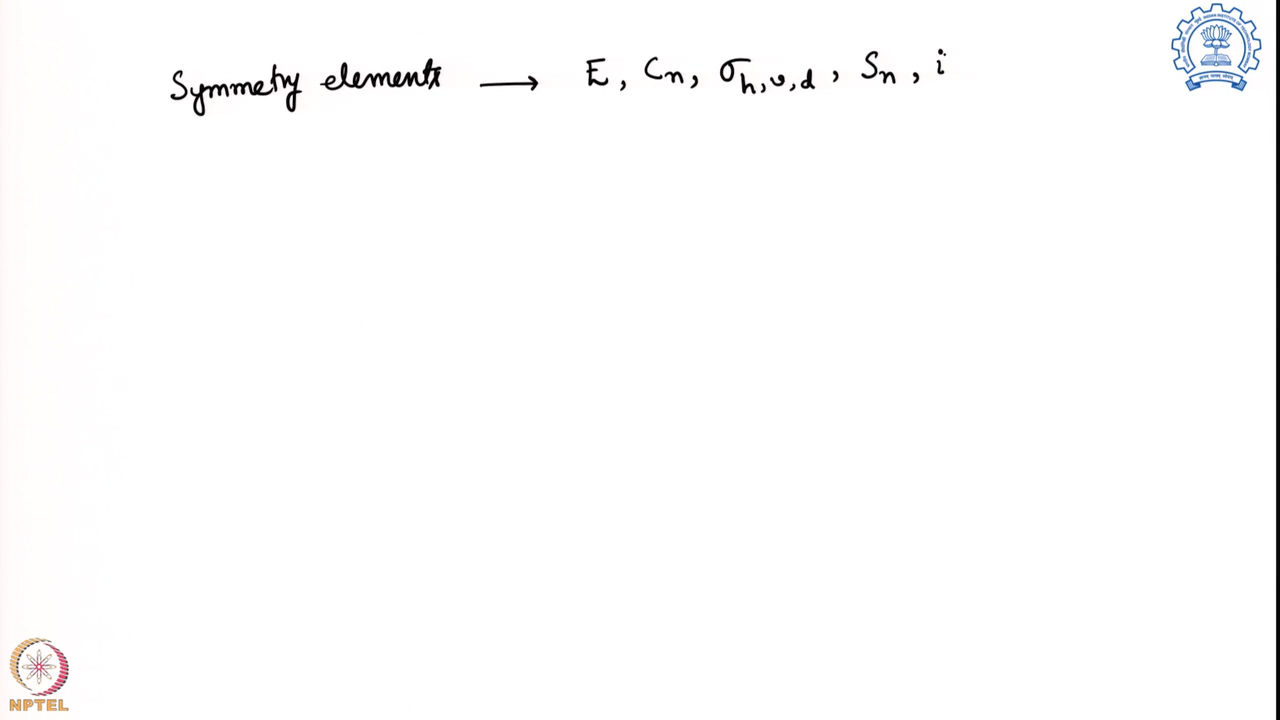 Symmetry elements → E, Cn, σh,v,d, Sn, i
NPTEL